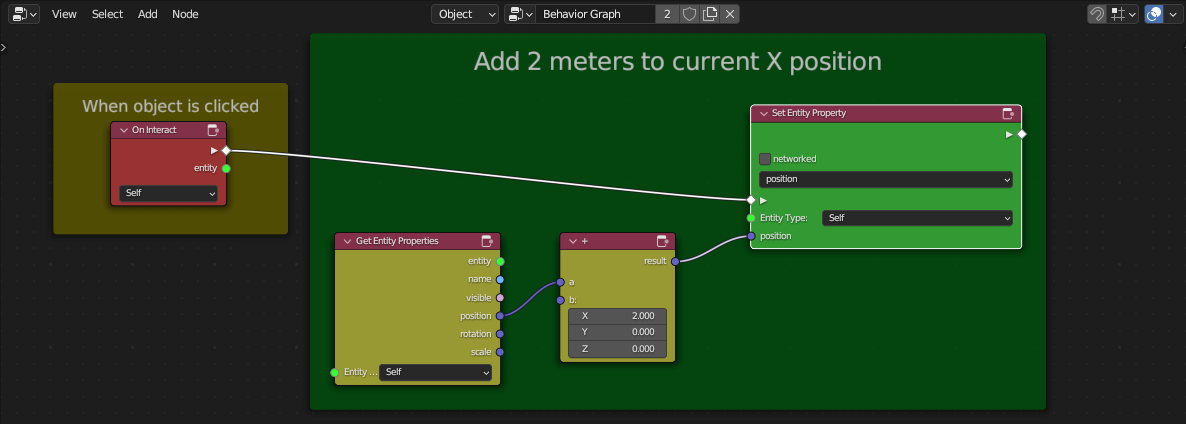 View Select Add Node Object Behavior Graph 2
Add 2 meters to current X position
When object is clicked
On Interact
entity
Self
Set Entity Property
networked
position
Entity Type: Self
position
Get Entity Properties
entity
name
visible
position
rotation
scale
Entity ... Self
+
result
a
b:
X 2.000
Y 0.000
Z 0.000